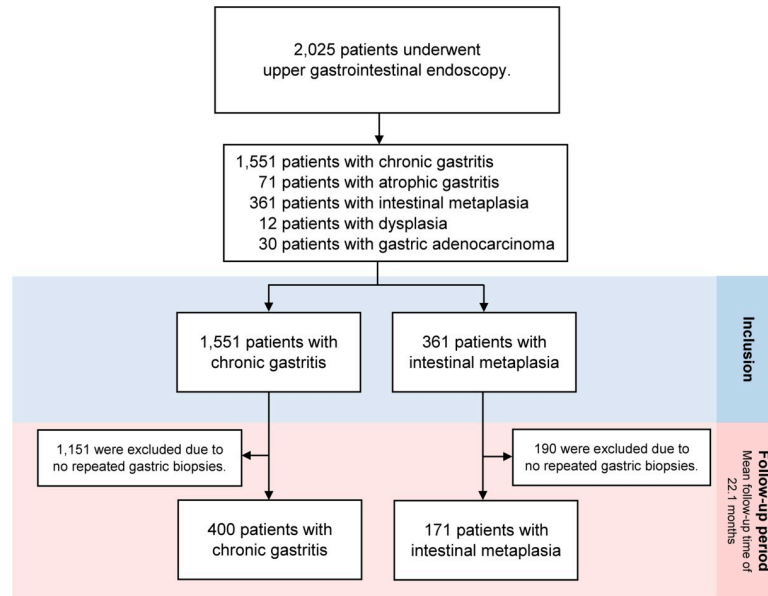 2,025 patients underwent
upper gastrointestinal endoscopy.
1,551 patients with chronic gastritis
71 patients with atrophic gastritis
361 patients with intestinal metaplasia
12 patients with dysplasia
30 patients with gastric adenocarcinoma
1,551 patients with
chronic gastritis
361 patients with
intestinal metaplasia
Inclusion
1,151 were excluded due to
no repeated gastric biopsies.
190 were excluded due to
no repeated gastric biopsies.
400 patients with
chronic gastritis
171 patients with
intestinal metaplasia
Follow-up period
Mean follow-up time of
22.1 months